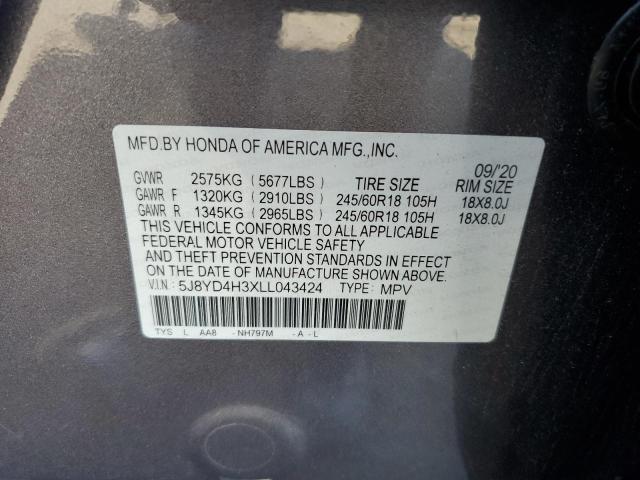 MFD.BY HONDA OF AMERICA MFG.,INC.
09/'20
GVWR 2575KG (5677LBS) TIRE SIZE RIM SIZE
GAWR F 1320KG (2910LBS) 245/60R18 105H 18X8.0J
GAWR R 1345KG (2965LBS) 245/60R18 105H 18X8.0J
THIS VEHICLE CONFORMS TO ALL APPLICABLE
FEDERAL MOTOR VEHICLE SAFETY
AND THEFT PREVENTION STANDARDS IN EFFECT
ON THE DATE OF MANUFACTURE SHOWN ABOVE.
V.I.N: 5J8YD4H3XLL043424 TYPE: MPV
TYS L AA8 -NH797M -A -L